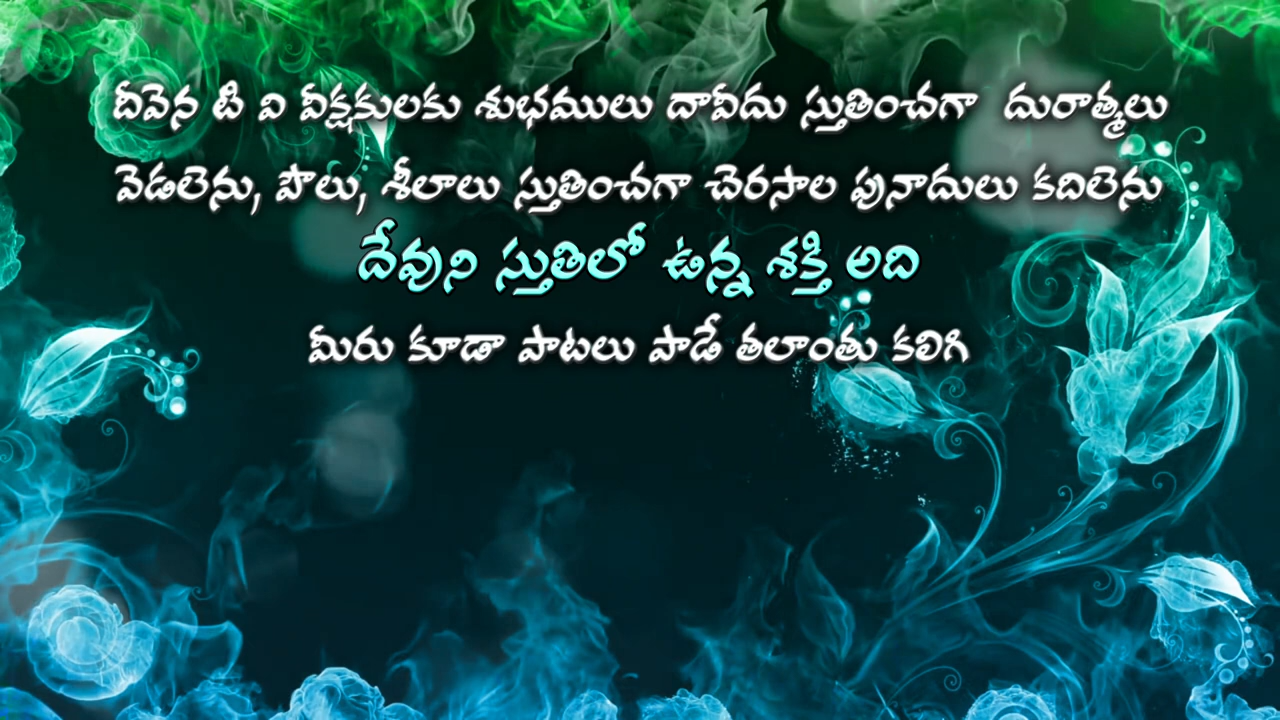 దీవెన టి వి వీక్షకులకు శుభములు దావీదు స్తుతించగా దురాత్మలు
వెడలెను, పౌలు, శీలాలు స్తుతించగా చెరసాల పునాదులు కదిలెను
దేవుని స్తుతిలో ఉన్న శక్తి అది
మీరు కూడా పాటలు పాడే తలాంతు కలిగి